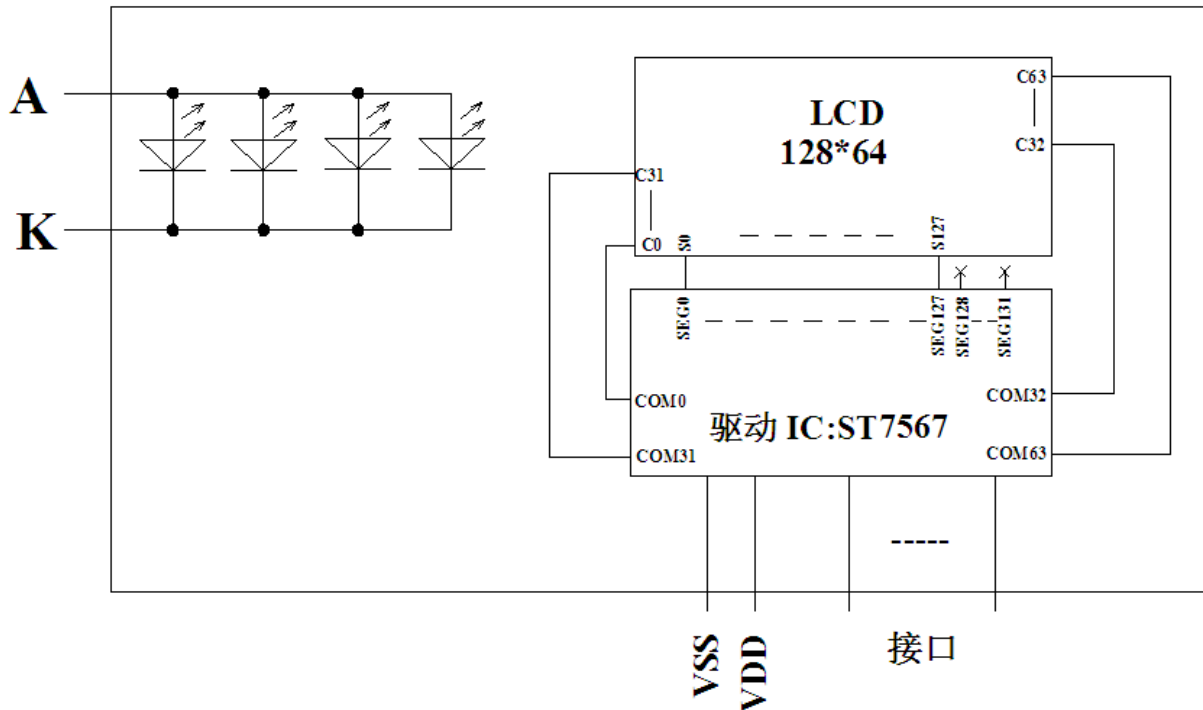 A
K
LCD
128*64
C63
C32
C31
C0
S0
S127
SEG0
SEG127
SEG128
SEG131
COM0
COM31
COM32
COM63
驱动 IC:ST7567
VSS
VDD
接口